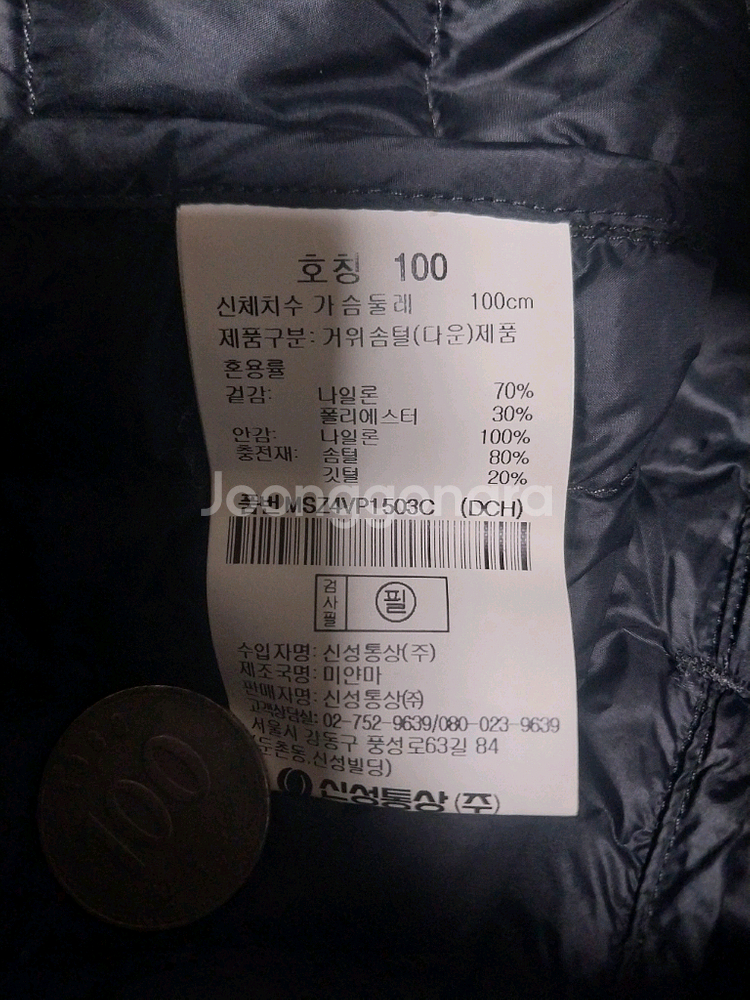 호칭 100
신체치수 가슴둘레 100cm
제품구분: 거위솜털(다운)제품
혼용률
겉감: 나일론 70%
폴리에스터 30%
안감: 나일론 100%
충전재: 솜털 80%
깃털 20%
Joonggonara
품번 MSZ4VP1503C (DCH)
검사필 필
수입자명: 신성통상(주)
제조국명: 미얀마
판매자명: 신성통상㈜
고객상담실: 02-752-9639/080-023-9639
서울시 강동구 풍성로63길 84
(둔촌동,신성빌딩)
신성통상(주)
100